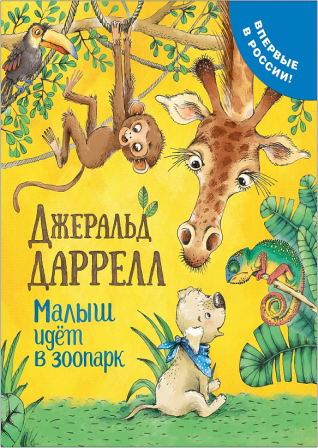 ВПЕРВЫЕ
В РОССИИ!
ДЖЕРАЛЬД
ДАРРЕЛЛ
МАЛЫШ
идёт
в зоопарк